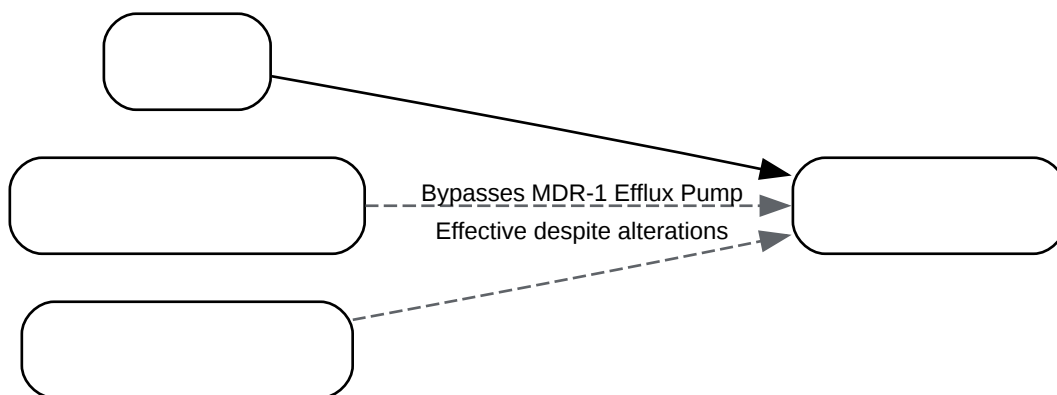 Bypasses MDR-1 Efflux Pump
Effective despite alterations